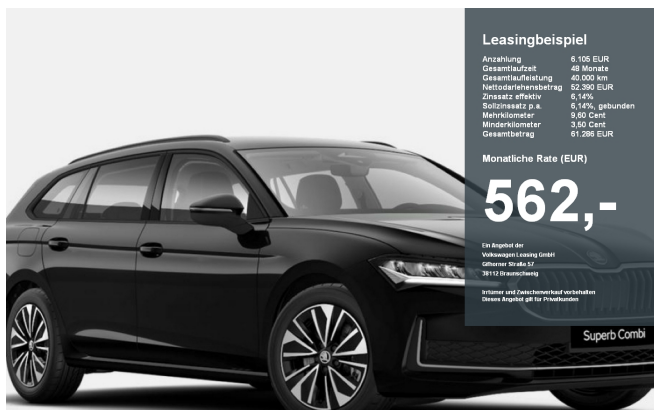 Leasingbeispiel
Anzahlung 6.105 EUR
Gesamtlaufzeit 48 Monate
Gesamtlaufleistung 40.000 km
Nettodarlehensbetrag 52.390 EUR
Zinssatz effektiv 6,14%
Sollzinssatz p.a. 6,14%, gebunden
Mehrkilometer 9,60 Cent
Minderkilometer 3,50 Cent
Gesamtbetrag 61.286 EUR
Monatliche Rate (EUR)
562,-
Ein Angebot der
Volkswagen Leasing GmbH
Gifhorner Straße 57
38112 Braunschweig
Irrtümer und Zwischenverkauf vorbehalten
Dieses Angebot gilt für Privatkunden
Superb Combi